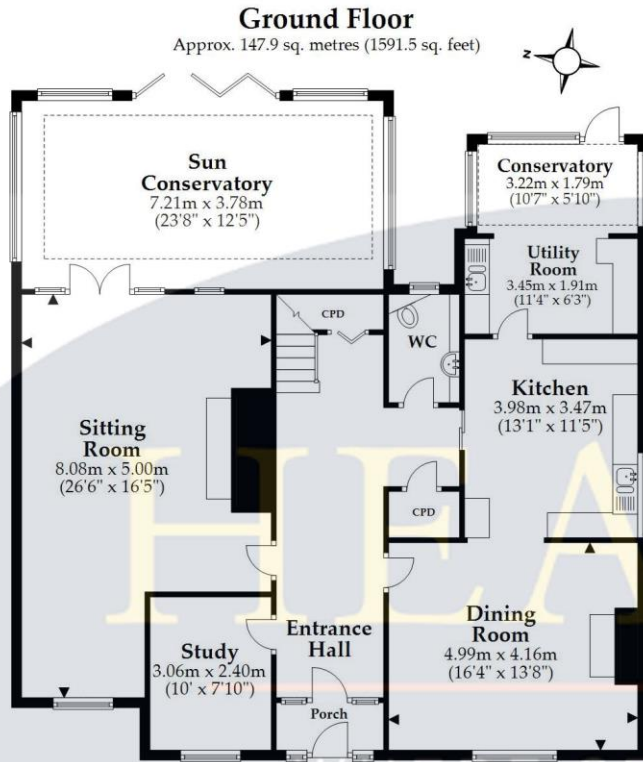 Ground Floor
Approx. 147.9 sq. metres (1591.5 sq. feet)
N
Sun
Conservatory
7.21m x 3.78m
(23'8" x 12'5")
Conservatory
3.22m x 1.79m
(10'7" x 5'10")
Utility
Room
3.45m x 1.91m
(11'4" x 6'3")
CPD
WC
Kitchen
3.98m x 3.47m
(13'1" x 11'5")
Sitting
Room
8.08m x 5.00m
(26'6" x 16'5")
CPD
HEA
Entrance
Hall
Dining
Room
4.99m x 4.16m
(16'4" x 13'8")
Study
3.06m x 2.40m
(10' x 7'10")
Porch